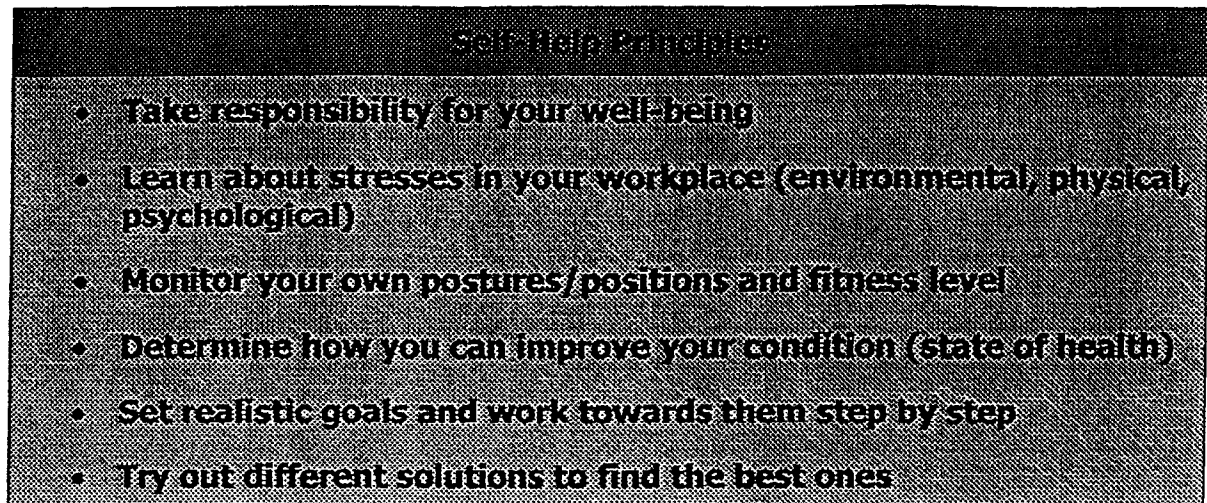 Self-Help Principles
• Take responsibility for your well-being
• Learn about stresses in your workplace (environmental, physical,
psychological)
• Monitor your own postures/positions and fitness level
• Determine how you can improve your condition (state of health)
• Set realistic goals and work towards them step by step
• Try out different solutions to find the best ones